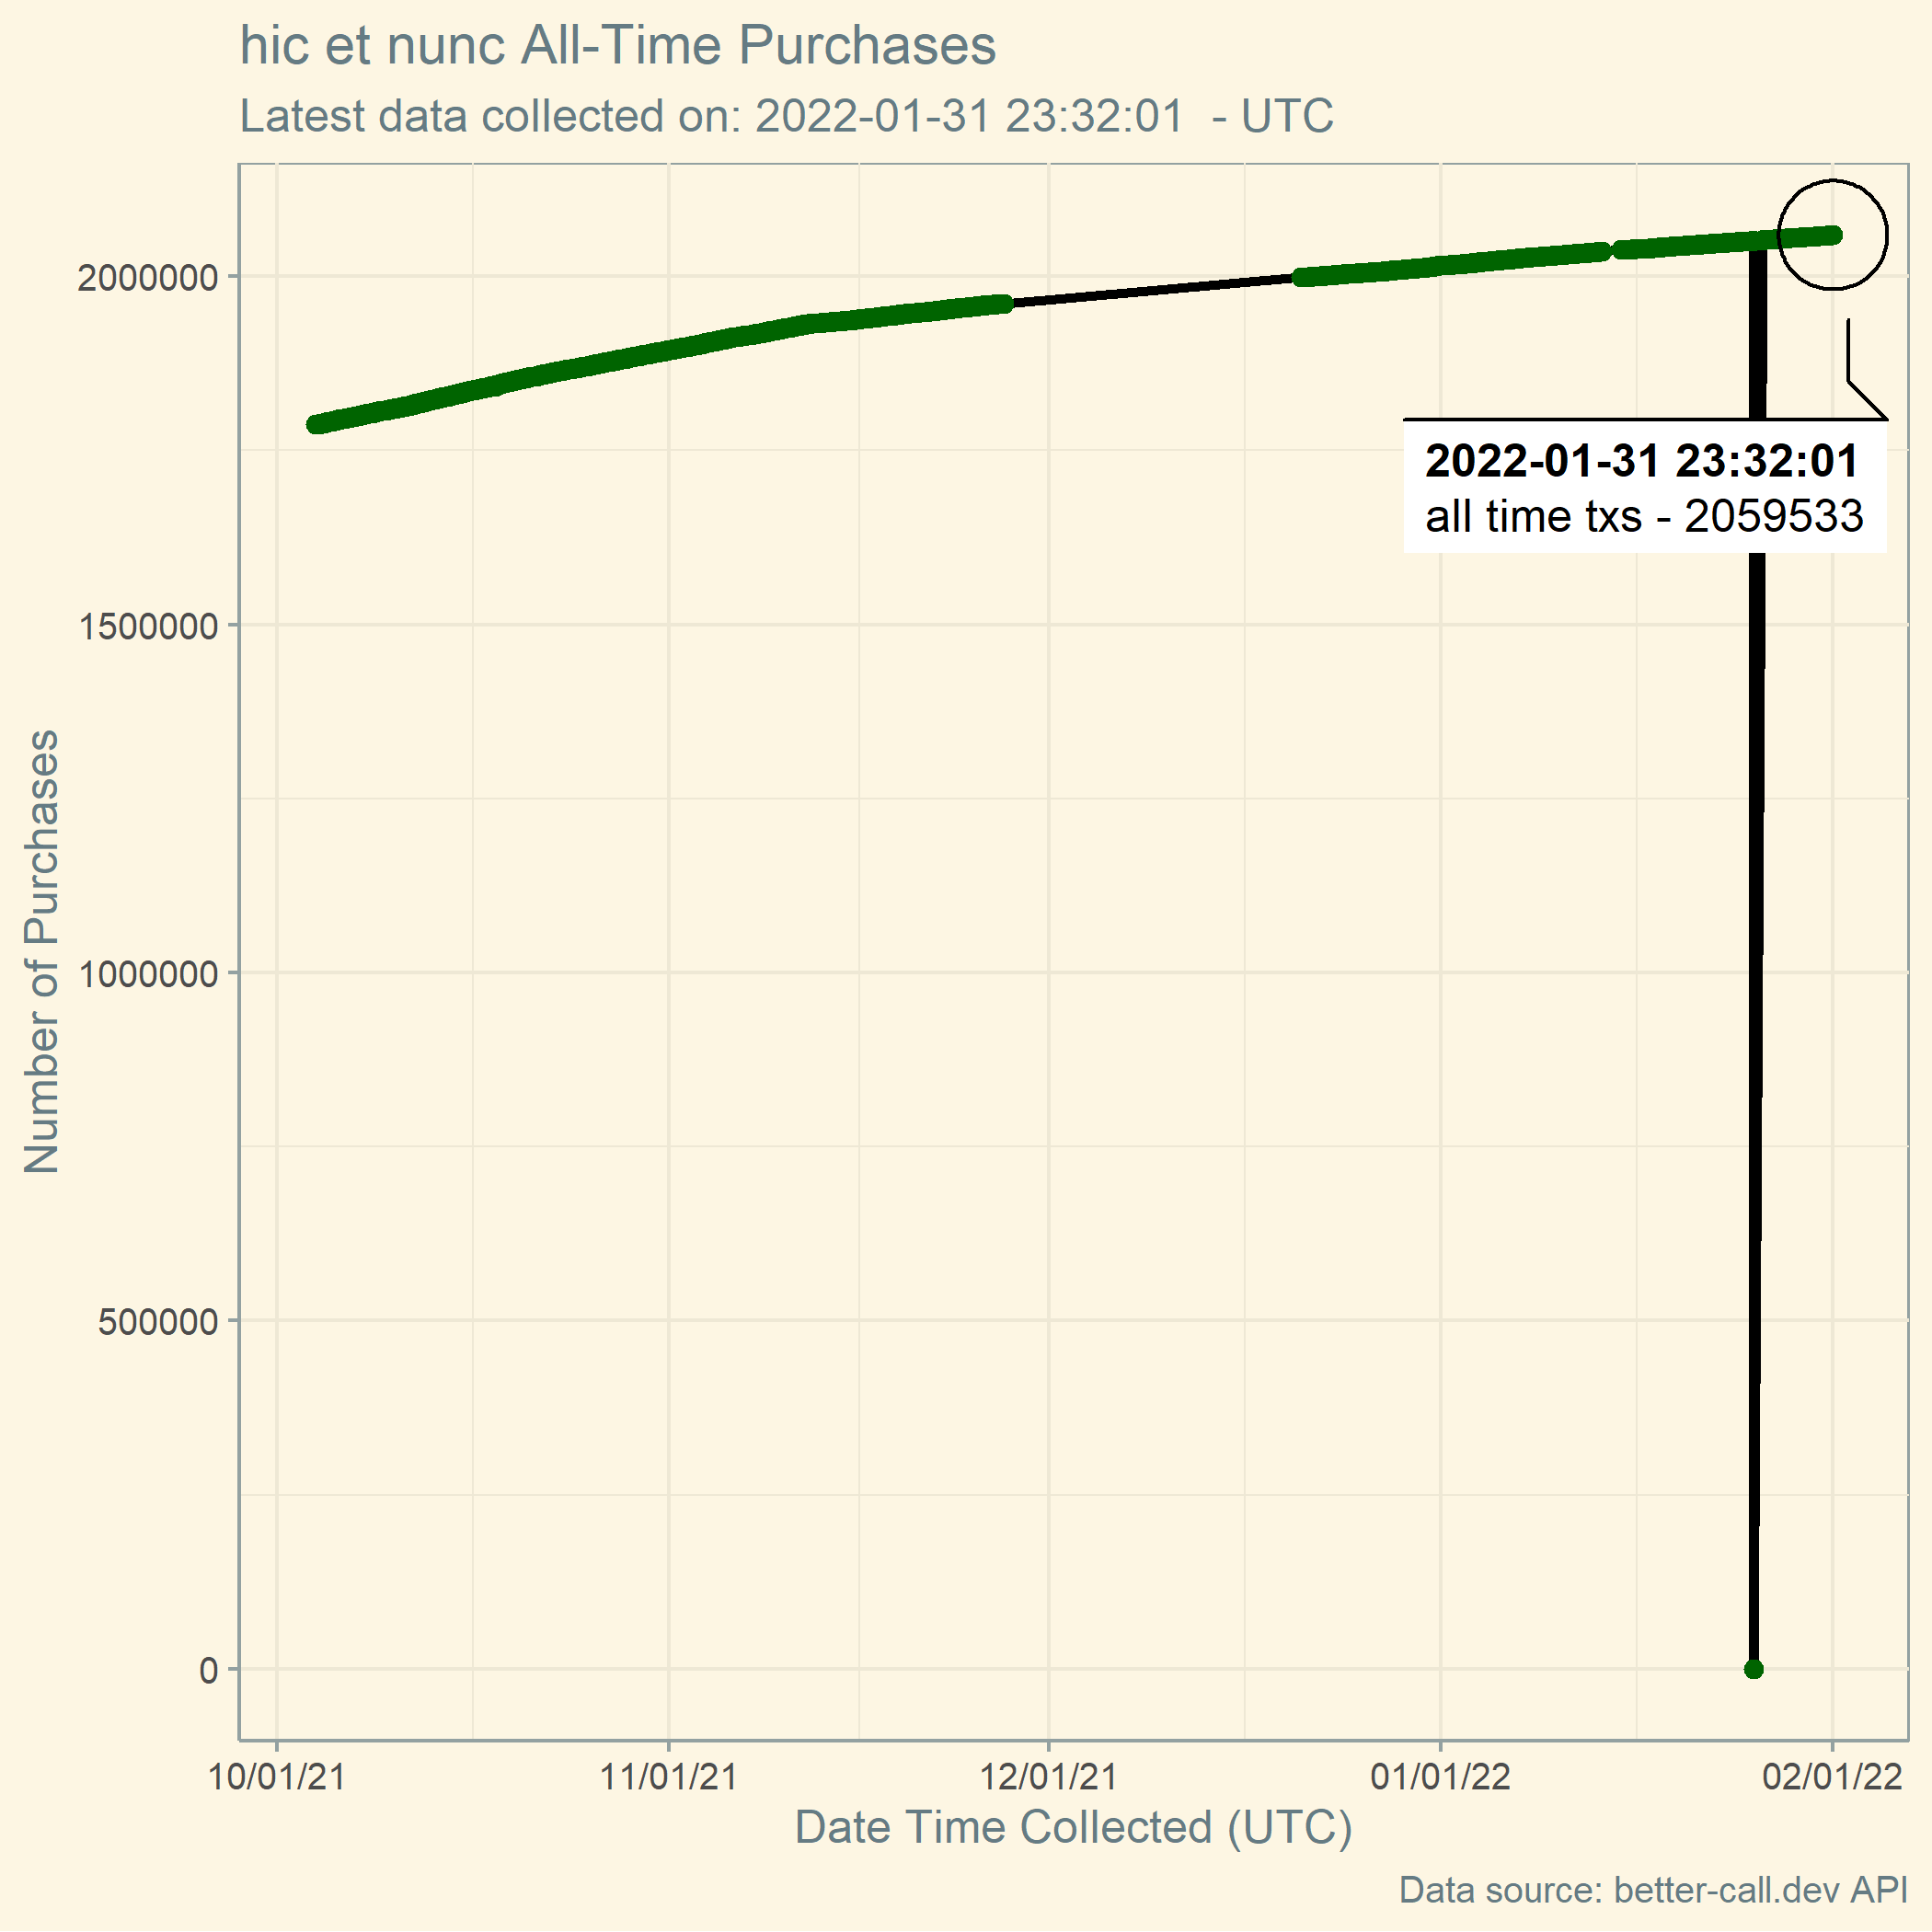 hic et nunc All-Time Purchases
Latest data collected on: 2022-01-31 23:32:01  - UTC
Number of Purchases
2000000
1500000
1000000
500000
0
2022-01-31 23:32:01
all time txs - 2059533
10/01/21
11/01/21
12/01/21
01/01/22
02/01/22
Date Time Collected (UTC)
Data source: better-call.dev API